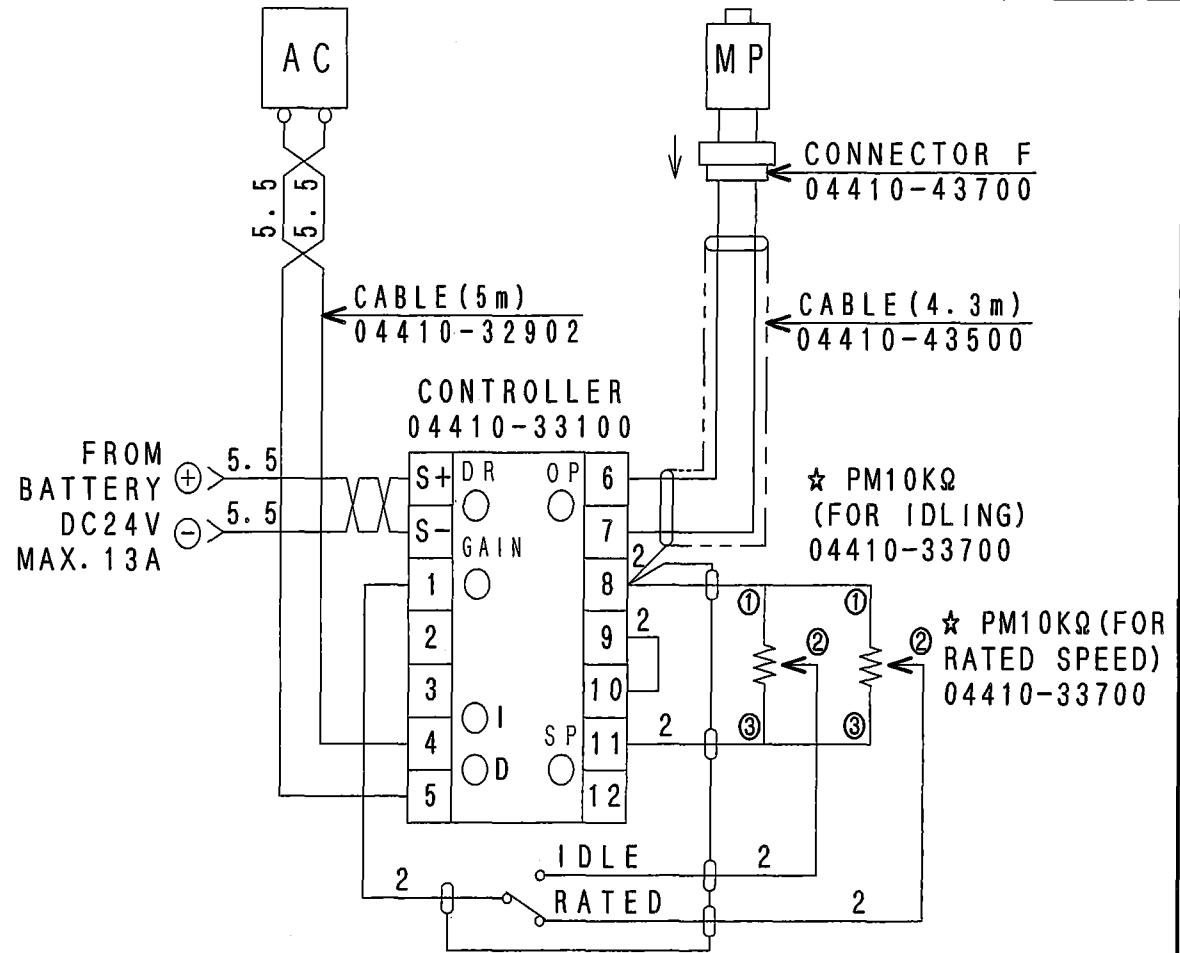 AC
MP
CONNECTOR F
04410-43700
5.5
5.5
CABLE(5m)
04410-32902
CABLE(4.3m)
04410-43500
CONTROLLER
04410-33100
FROM
BATTERY
DC24V
MAX.13A
⊕
⊖
5.5
5.5
S+
S-
1
2
3
4
5
DR
OP
GAIN
I
D
SP
6
7
8
9
10
11
12
2
2
2
☆ PM10KΩ
(FOR IDLING)
04410-33700
①
②
③
①
②
③
☆ PM10KΩ(FOR
RATED SPEED)
04410-33700
IDLE
2
2
RATED
2